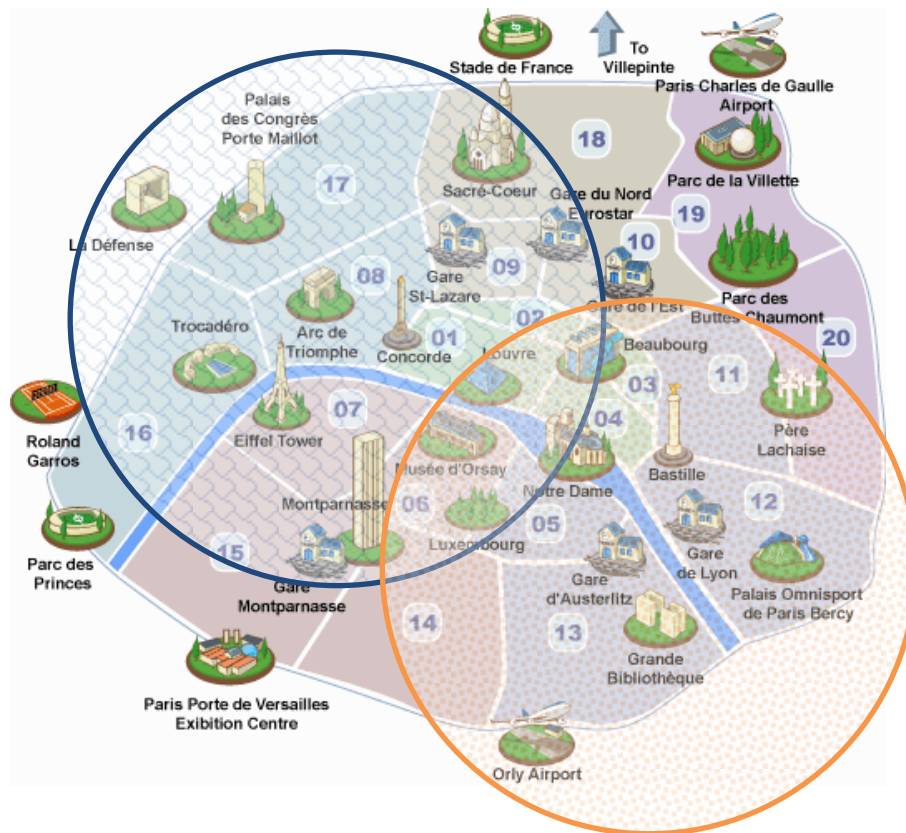 To
Villepinte
Stade de France
Paris Charles de Gaulle
Airport
Palais
des Congrès
Porte Maillot
18
17
Sacré-Coeur
Parc de la Villette
Gare du Nord
Eurostar
19
La Défense
10
08
09
Gare
St-Lazare
Gare de l'Est
Parc des
Buttes Chaumont
Trocadéro
Arc de
Triomphe
Concorde
01
02
Louvre
Beaubourg
20
03
11
07
04
Roland
Garros
16
Eiffel Tower
Musée d'Orsay
Bastille
Père
Lachaise
Notre Dame
Montparnasse
06
12
Luxembourg
05
15
Parc des
Princes
Gare
Montparnasse
Gare
d'Austerlitz
Gare
de Lyon
Palais Omnisport
de Paris Bercy
14
13
Grande
Bibliothèque
Paris Porte de Versailles
Exibition Centre
Orly Airport